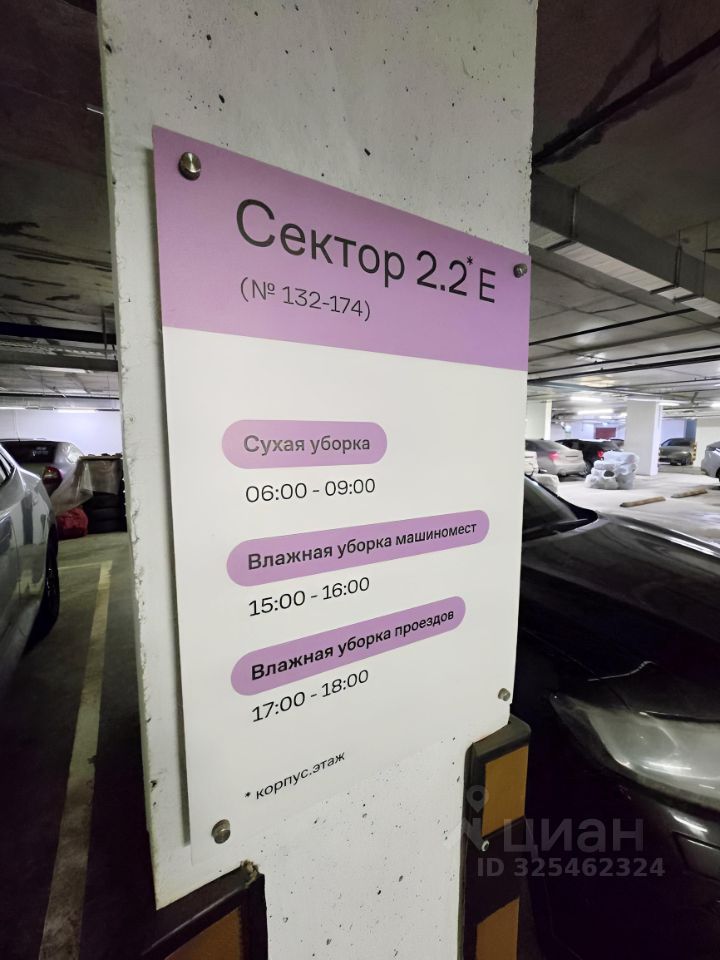 Сектор 2.2* Е
(№ 132-174)
Сухая уборка
06:00 - 09:00
Влажная уборка машиномест
15:00 - 16:00
Влажная уборка проездов
17:00 - 18:00
* корпус.этаж
циан
ID 325462324